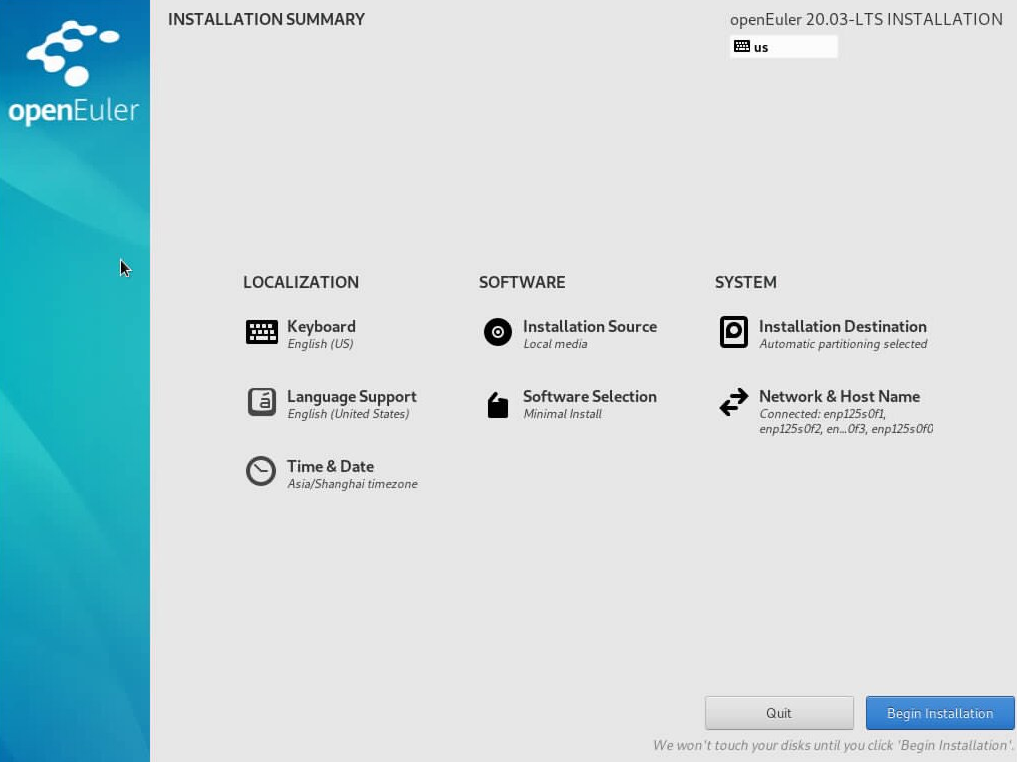 openEuler
INSTALLATION SUMMARY
openEuler 20.03-LTS INSTALLATION
us
LOCALIZATION
Keyboard
English (US)
Language Support
English (United States)
Time & Date
Asia/Shanghai timezone
SOFTWARE
Installation Source
Local media
Software Selection
Minimal Install
SYSTEM
Installation Destination
Automatic partitioning selected
Network & Host Name
Connected: enp125s0f1,
enp125s0f2, en...0f3, enp125s0f0
Quit
Begin Installation
We won't touch your disks until you click 'Begin Installation'.